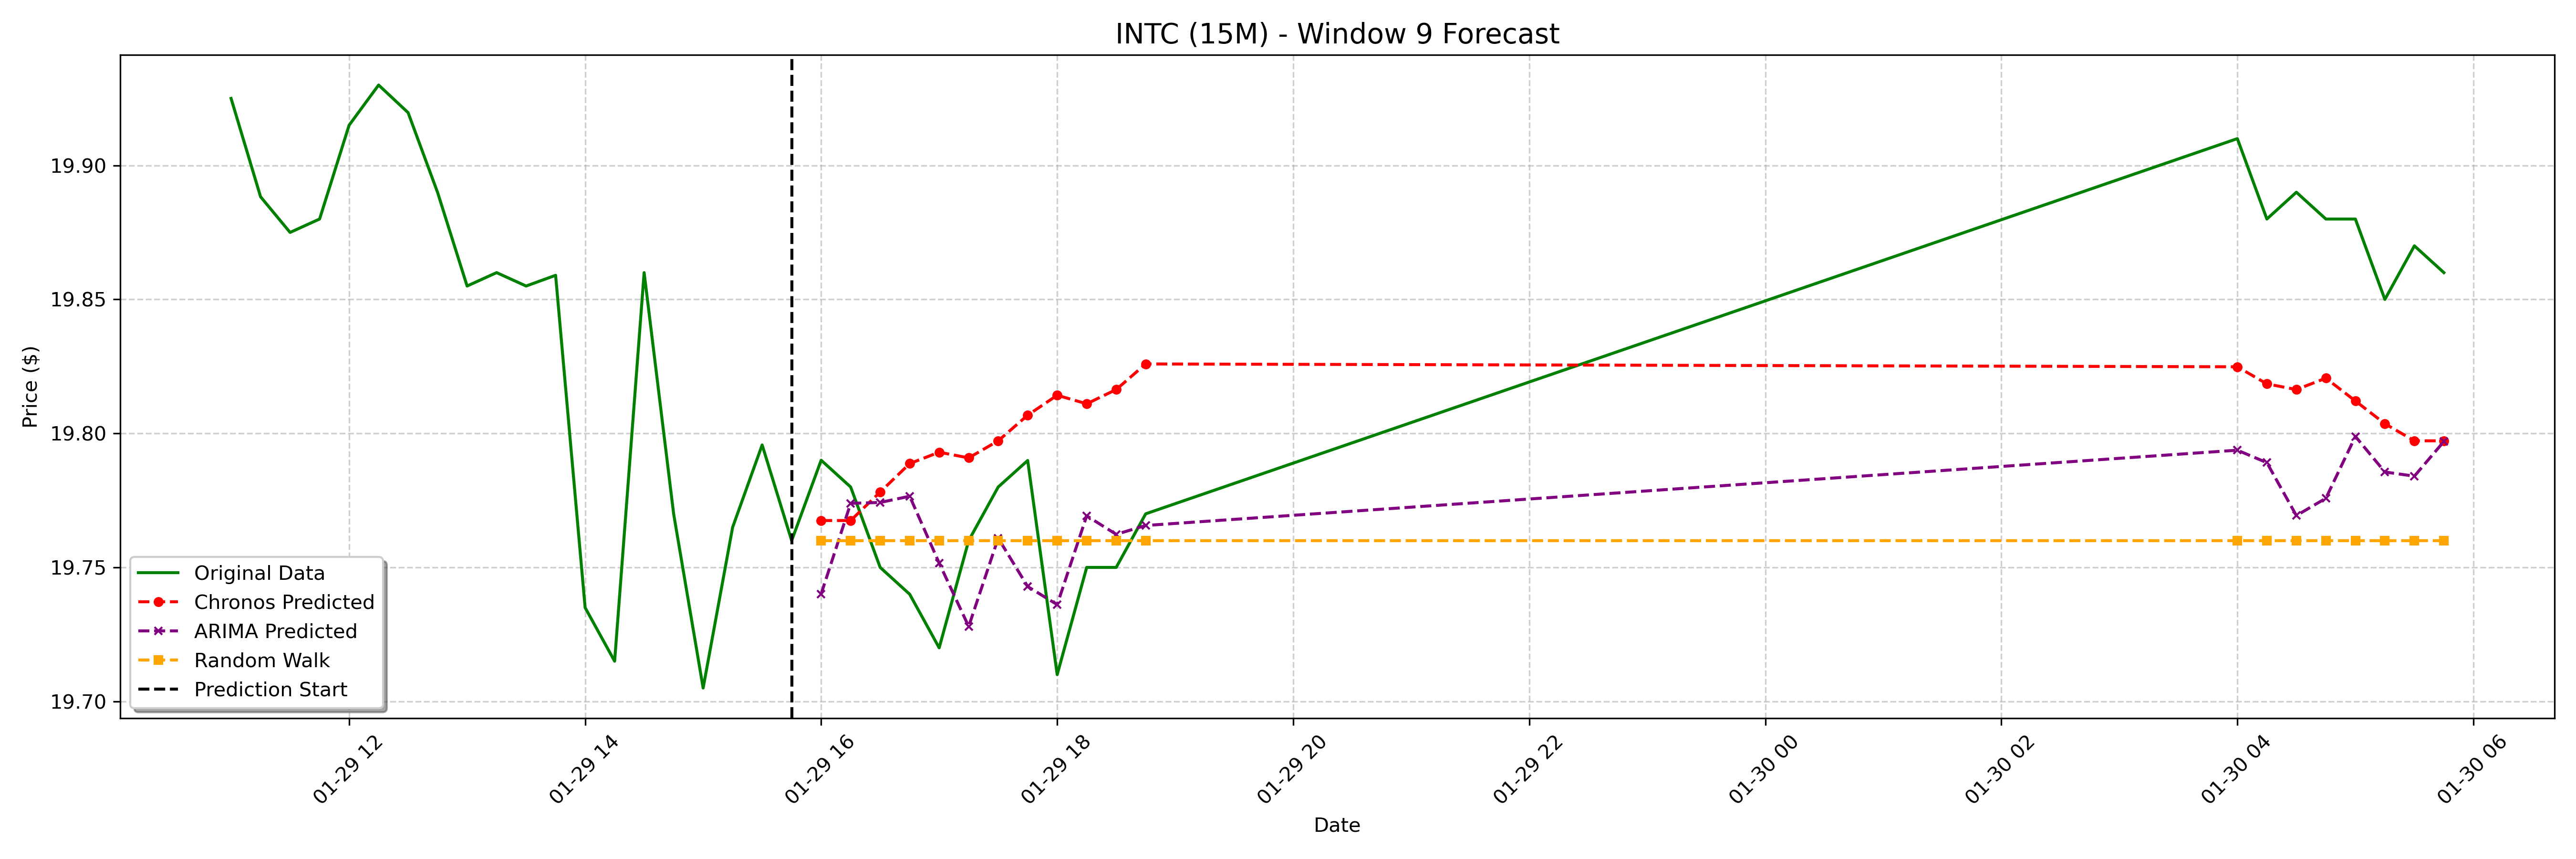 INTC (15M) - Window 9 Forecast
Price ($)
19.90
19.85
19.80
19.75
19.70
Original Data
Chronos Predicted
ARIMA Predicted
Random Walk
Prediction Start
01-29 12
01-29 14
01-29 16
01-29 18
01-29 20
01-29 22
01-30 00
01-30 02
01-30 04
01-30 06
Date